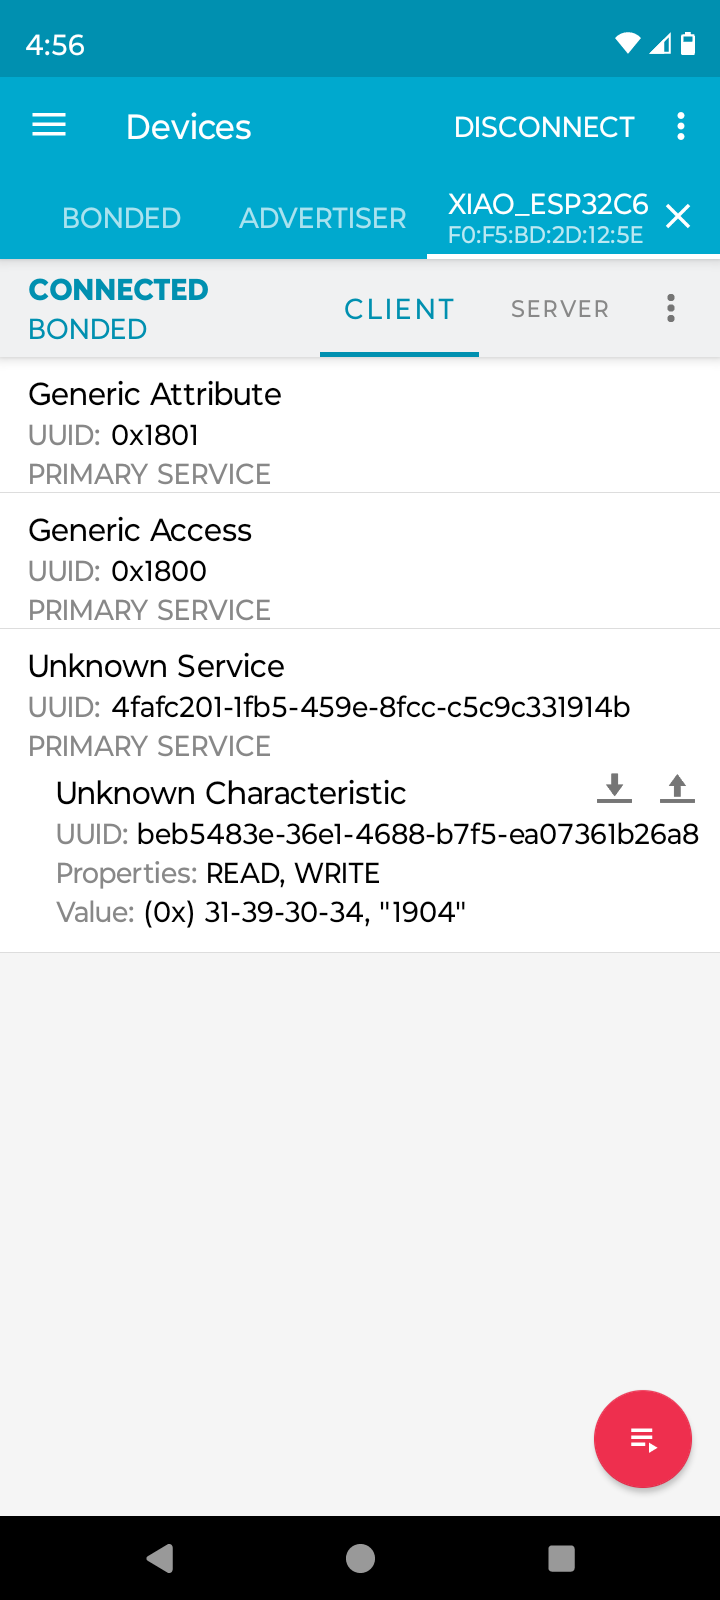 4:56
Devices
DISCONNECT
BONDED
ADVERTISER
XIAO_ESP32C6
F0:F5:BD:2D:12:5E
CONNECTED
BONDED
CLIENT
SERVER
Generic Attribute
UUID: 0x1801
PRIMARY SERVICE
Generic Access
UUID: 0x1800
PRIMARY SERVICE
Unknown Service
UUID: 4fafc201-1fb5-459e-8fcc-c5c9c331914b
PRIMARY SERVICE
Unknown Characteristic
UUID: beb5483e-36e1-4688-b7f5-ea07361b26a8
Properties: READ, WRITE
Value: (0x) 31-39-30-34, "1904"